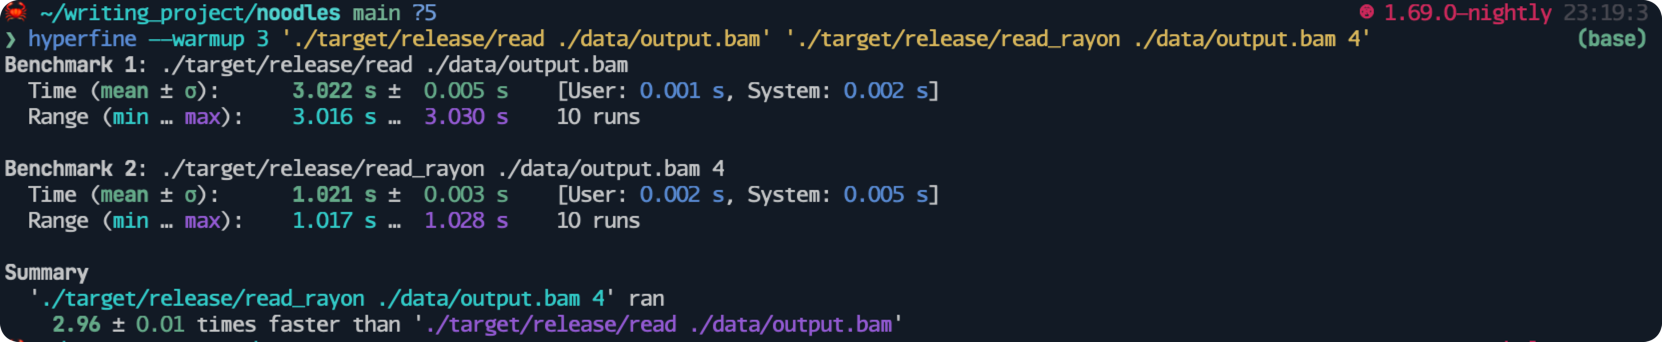 ~/writing_project/noodles main ?5 1.69.0-nightly 23:19:3
❯ hyperfine --warmup 3 './target/release/read ./data/output.bam' './target/release/read_rayon ./data/output.bam 4' (base)
Benchmark 1: ./target/release/read ./data/output.bam
Time (mean ± σ): 3.022 s ± 0.005 s [User: 0.001 s, System: 0.002 s]
Range (min … max): 3.016 s … 3.030 s 10 runs
Benchmark 2: ./target/release/read_rayon ./data/output.bam 4
Time (mean ± σ): 1.021 s ± 0.003 s [User: 0.002 s, System: 0.005 s]
Range (min … max): 1.017 s … 1.028 s 10 runs
Summary
'./target/release/read_rayon ./data/output.bam 4' ran
2.96 ± 0.01 times faster than './target/release/read ./data/output.bam'